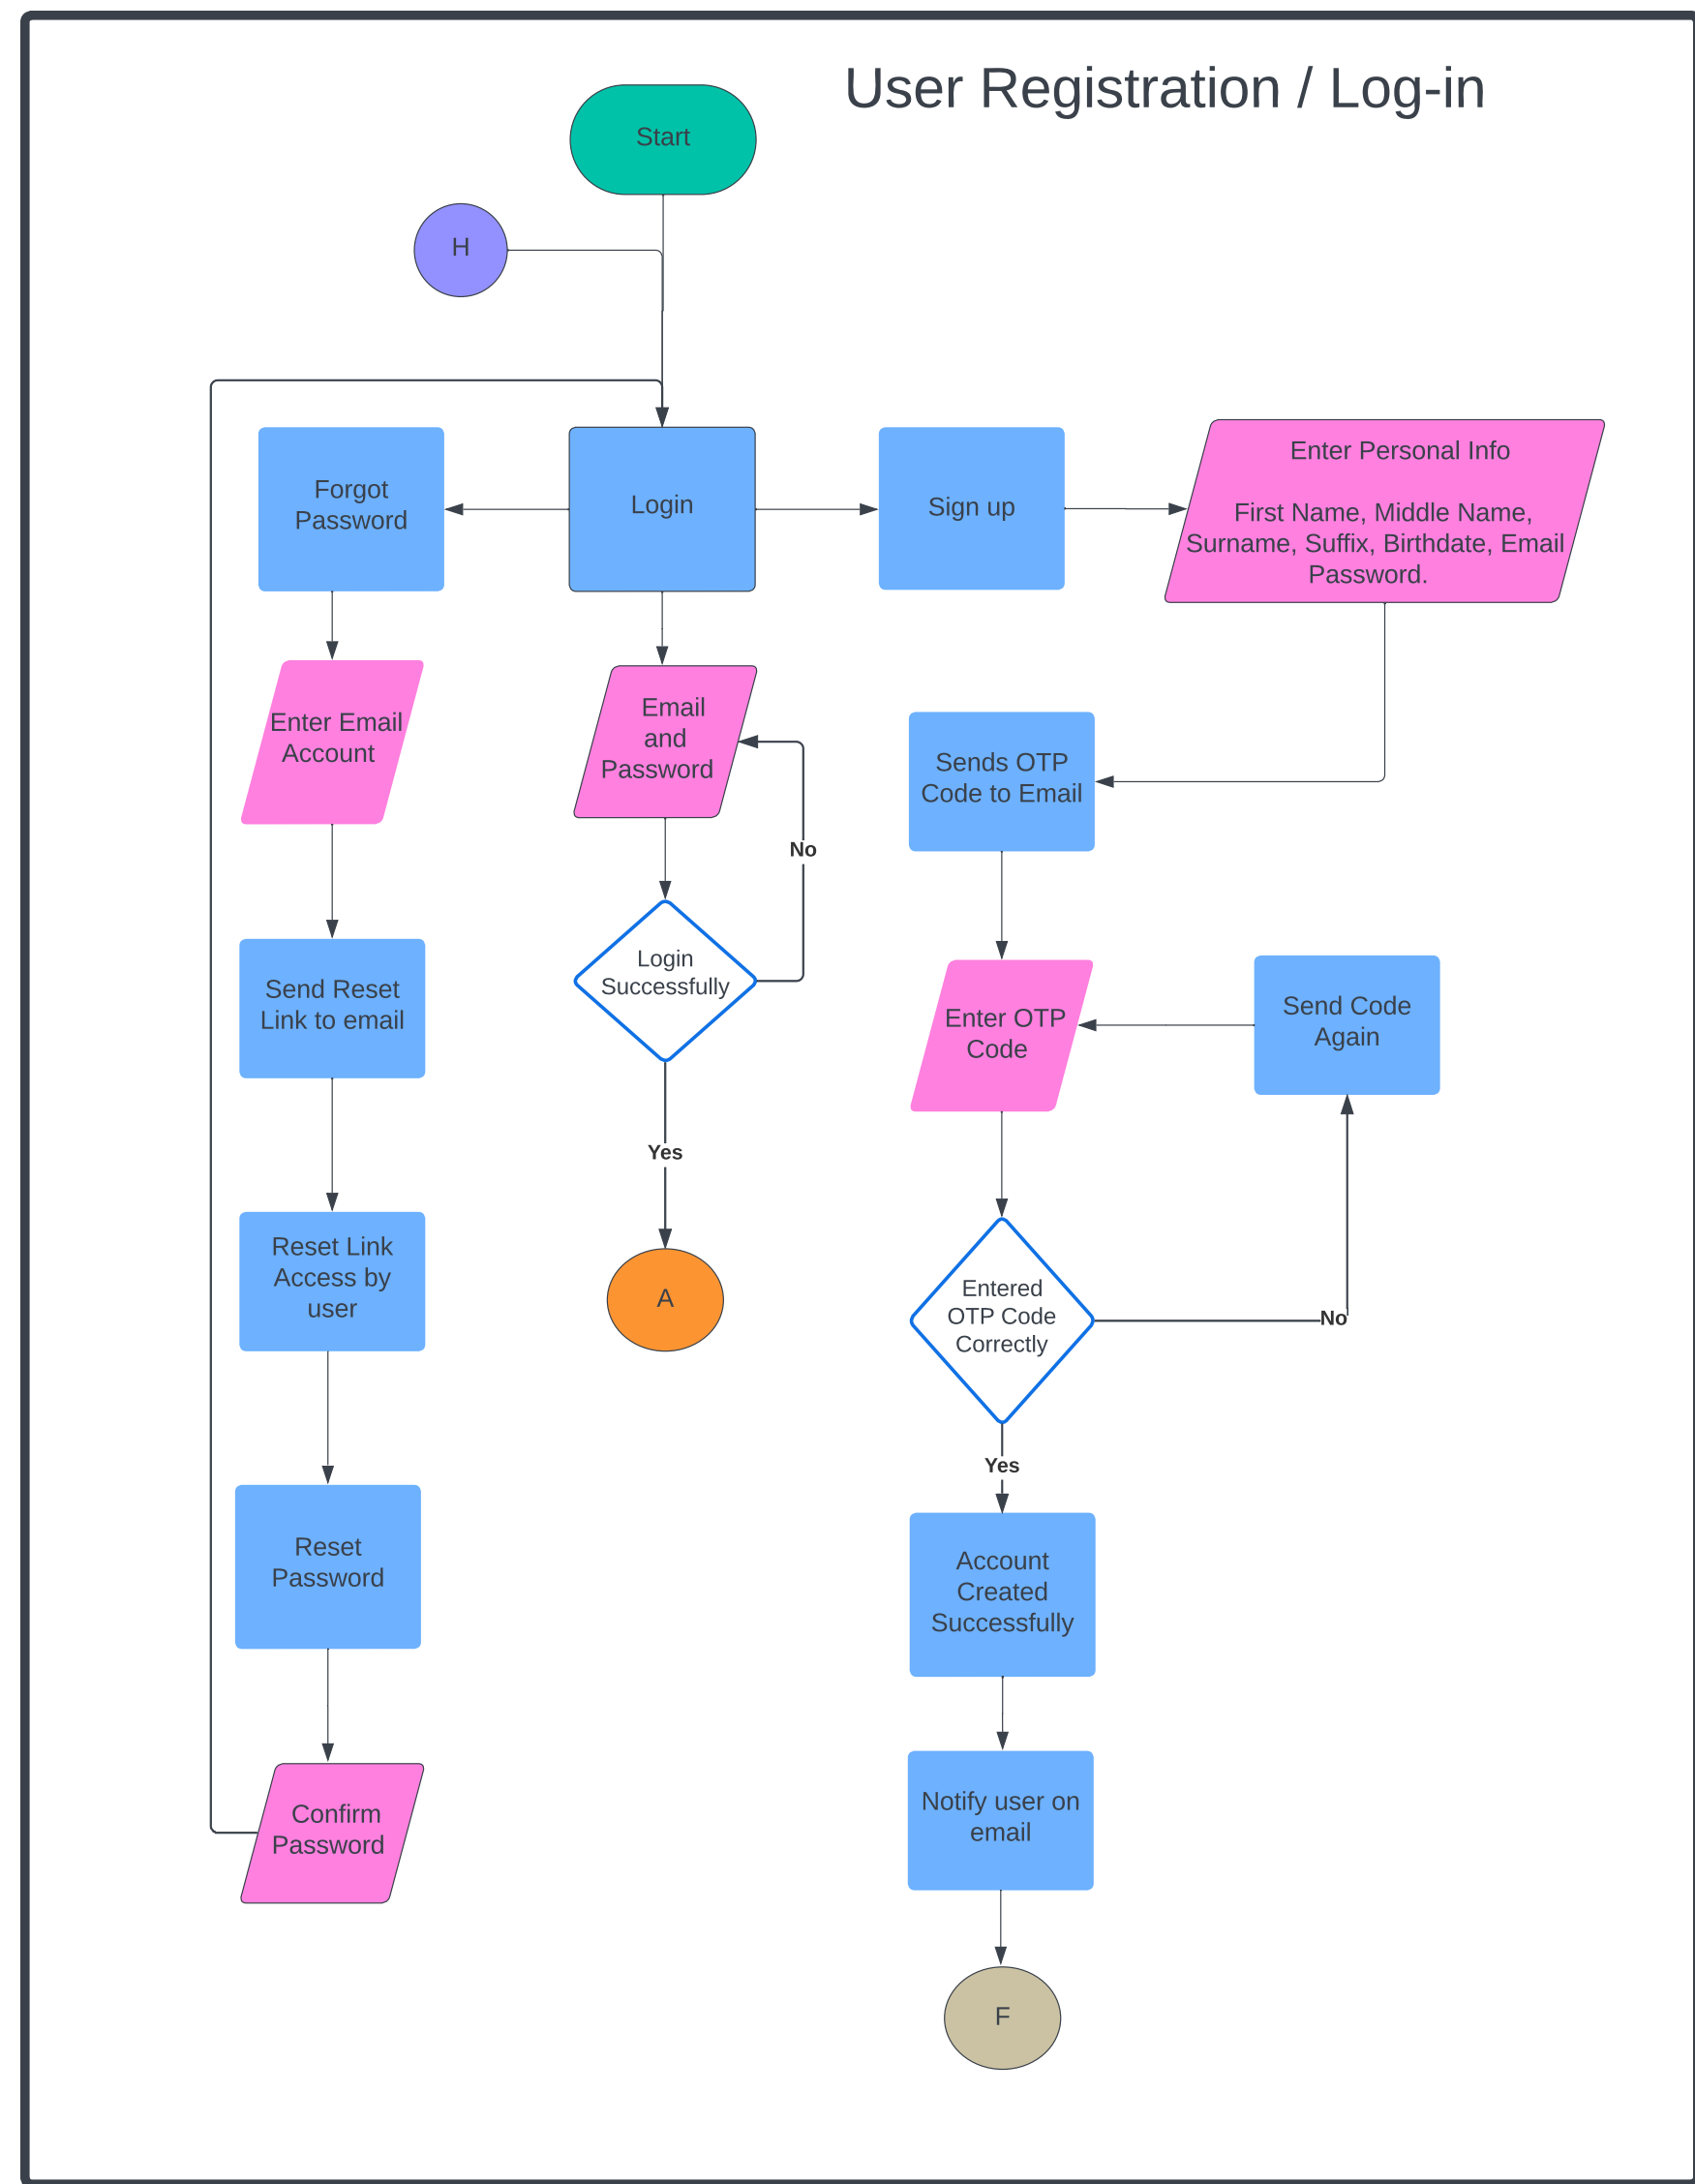 User Registration / Log-in
Start
H
Forgot
Password
Login
Sign up
Enter Personal Info
First Name, Middle Name,
Surname, Suffix, Birthdate, Email
Password.
Enter Email
Account
Email
and
Password
No
Sends OTP
Code to Email
Send Reset
Link to email
Login
Successfully
Enter OTP
Code
Send Code
Again
Yes
Reset Link
Access by
user
A
Entered
OTP Code
Correctly
No
Yes
Reset
Password
Account
Created
Successfully
Confirm
Password
Notify user on
email
F